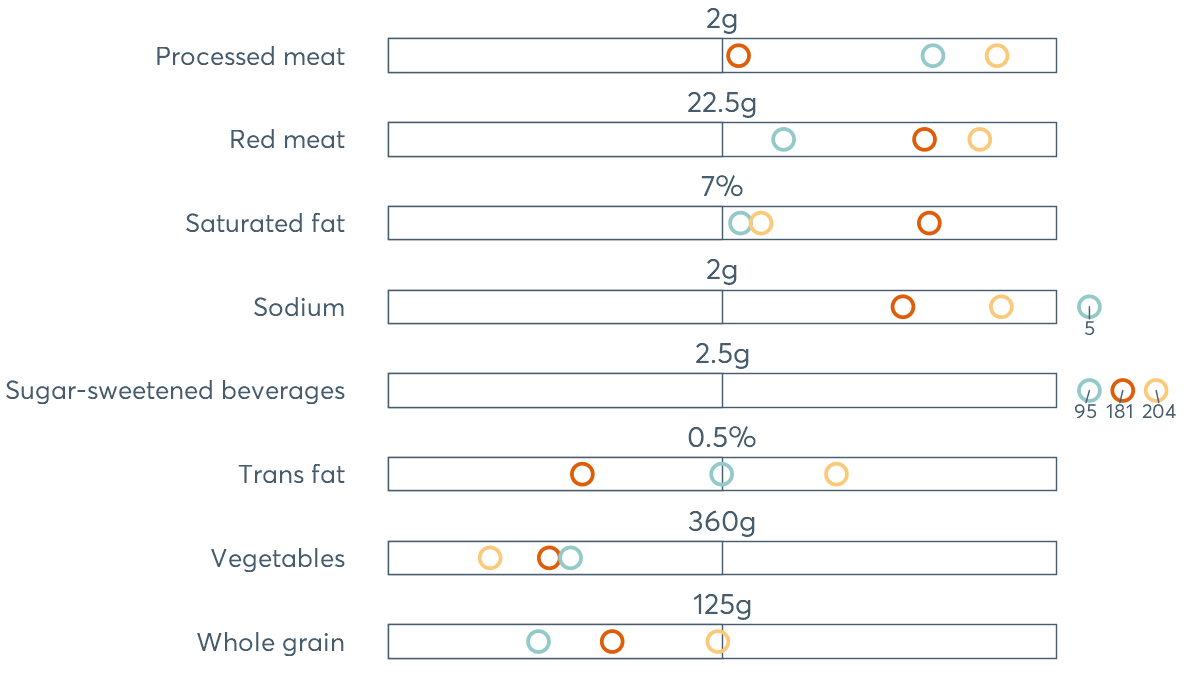 2g
Processed meat
22.5g
Red meat
7%
Saturated fat
2g
Sodium
5
2.5g
Sugar-sweetened beverages
95 181 204
0.5%
Trans fat
360g
Vegetables
125g
Whole grain